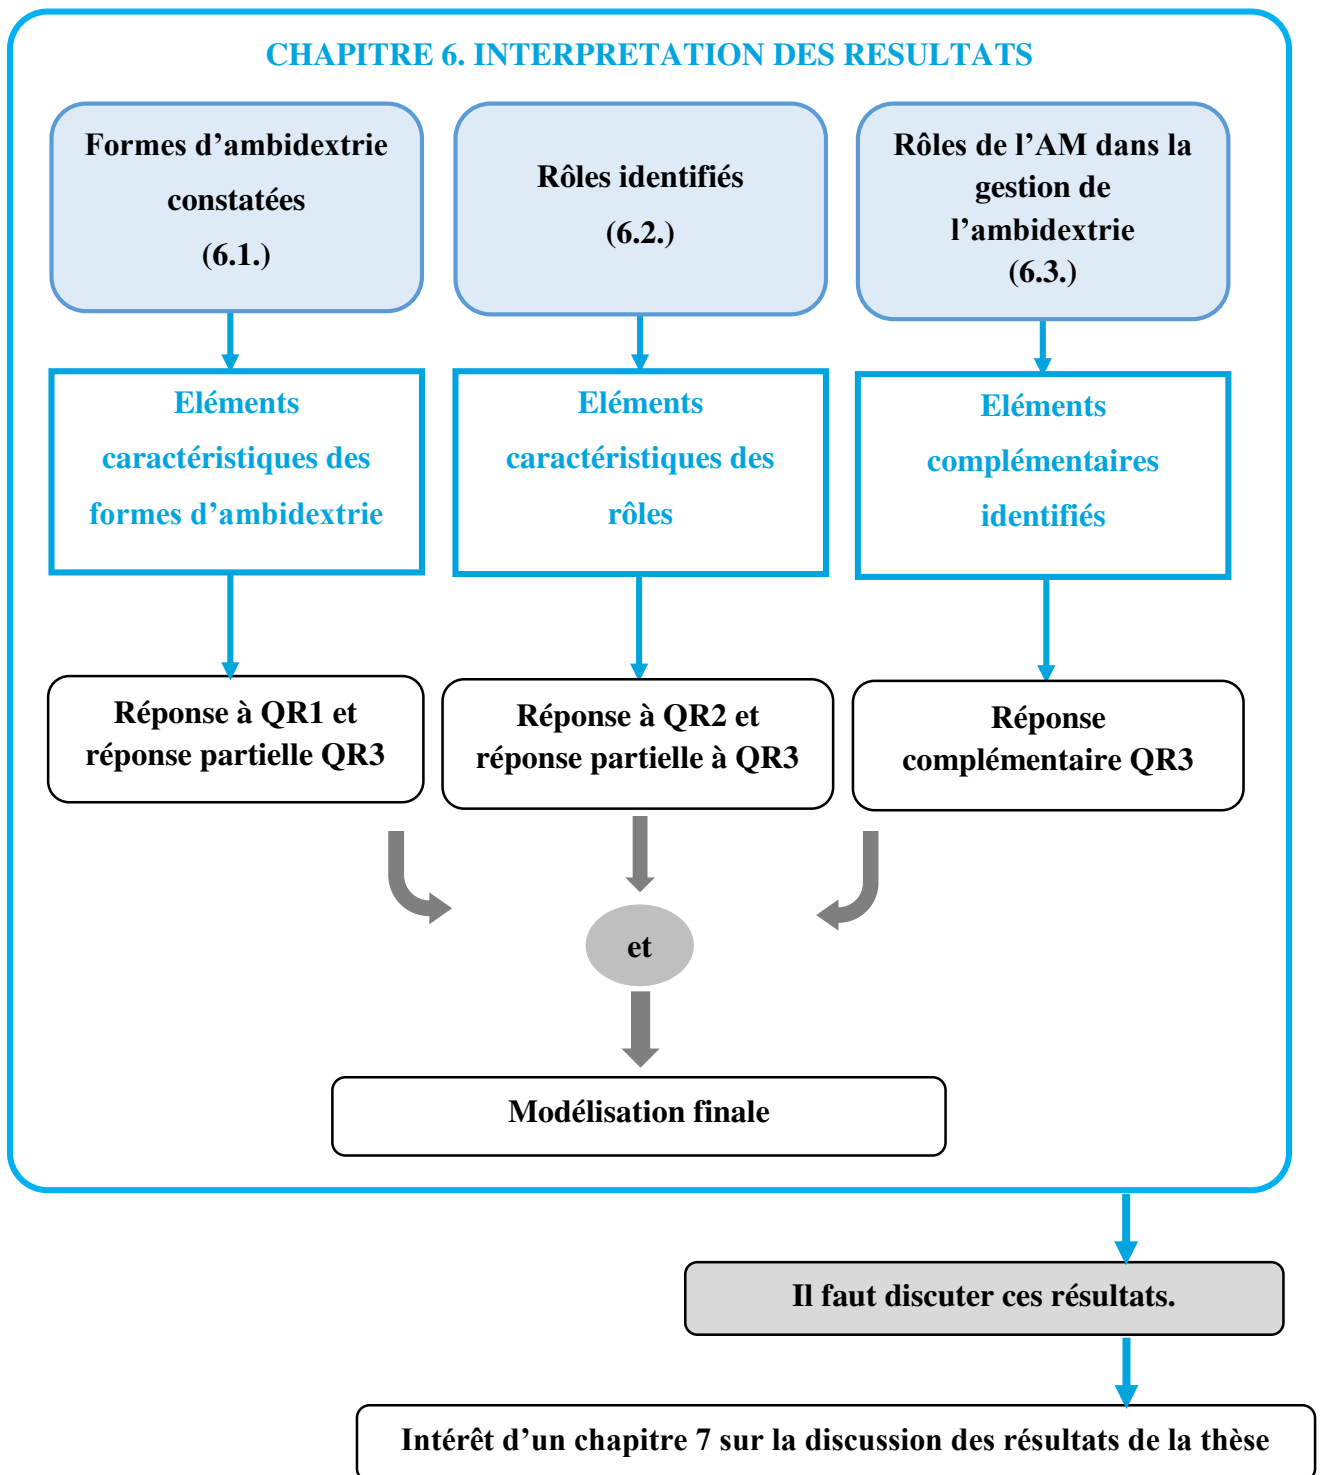 CHAPITRE 6. INTERPRETATION DES RESULTATS
Formes d’ambidextrie
constatées
(6.1.)
Rôles identifiés
(6.2.)
Rôles de l’AM dans la
gestion de
l’ambidextrie
(6.3.)
Eléments
caractéristiques des
formes d’ambidextrie
Eléments
caractéristiques des
rôles
Eléments
complémentaires
identifiés
Réponse à QR1 et
réponse partielle QR3
Réponse à QR2 et
réponse partielle à QR3
Réponse
complémentaire QR3
et
Modélisation finale
Il faut discuter ces résultats.
Intérêt d’un chapitre 7 sur la discussion des résultats de la thèse